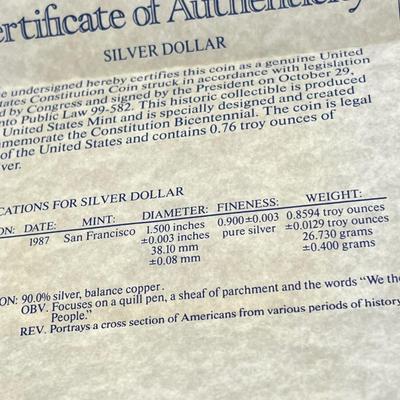 ertificate of Authenticity
SILVER DOLLAR
e undersigned hereby certifies this coin as a genuine United
tates Constitution Coin struck in accordance with legislation
d by Congress and signed by the President on October 29,
nto Public Law 99-582. This historic collectible is produced
United States Mint and is specially designed and created
memorate the Constitution Bicentennial. The coin is legal
of the United States and contains 0.76 troy ounces of
ver.
CATIONS FOR SILVER DOLLAR
ON: DATE: MINT: DIAMETER: FINENESS: WEIGHT:
1987 San Francisco 1.500 inches 0.900±0.003 0.8594 troy ounces
±0.003 inches pure silver ±0.0129 troy ounces
38.10 mm 26.730 grams
±0.08 mm ±0.400 grams
ON: 90.0% silver, balance copper.
OBV. Focuses on a quill pen, a sheaf of parchment and the words “We the
People.”
REV. Portrays a cross section of Americans from various periods of history